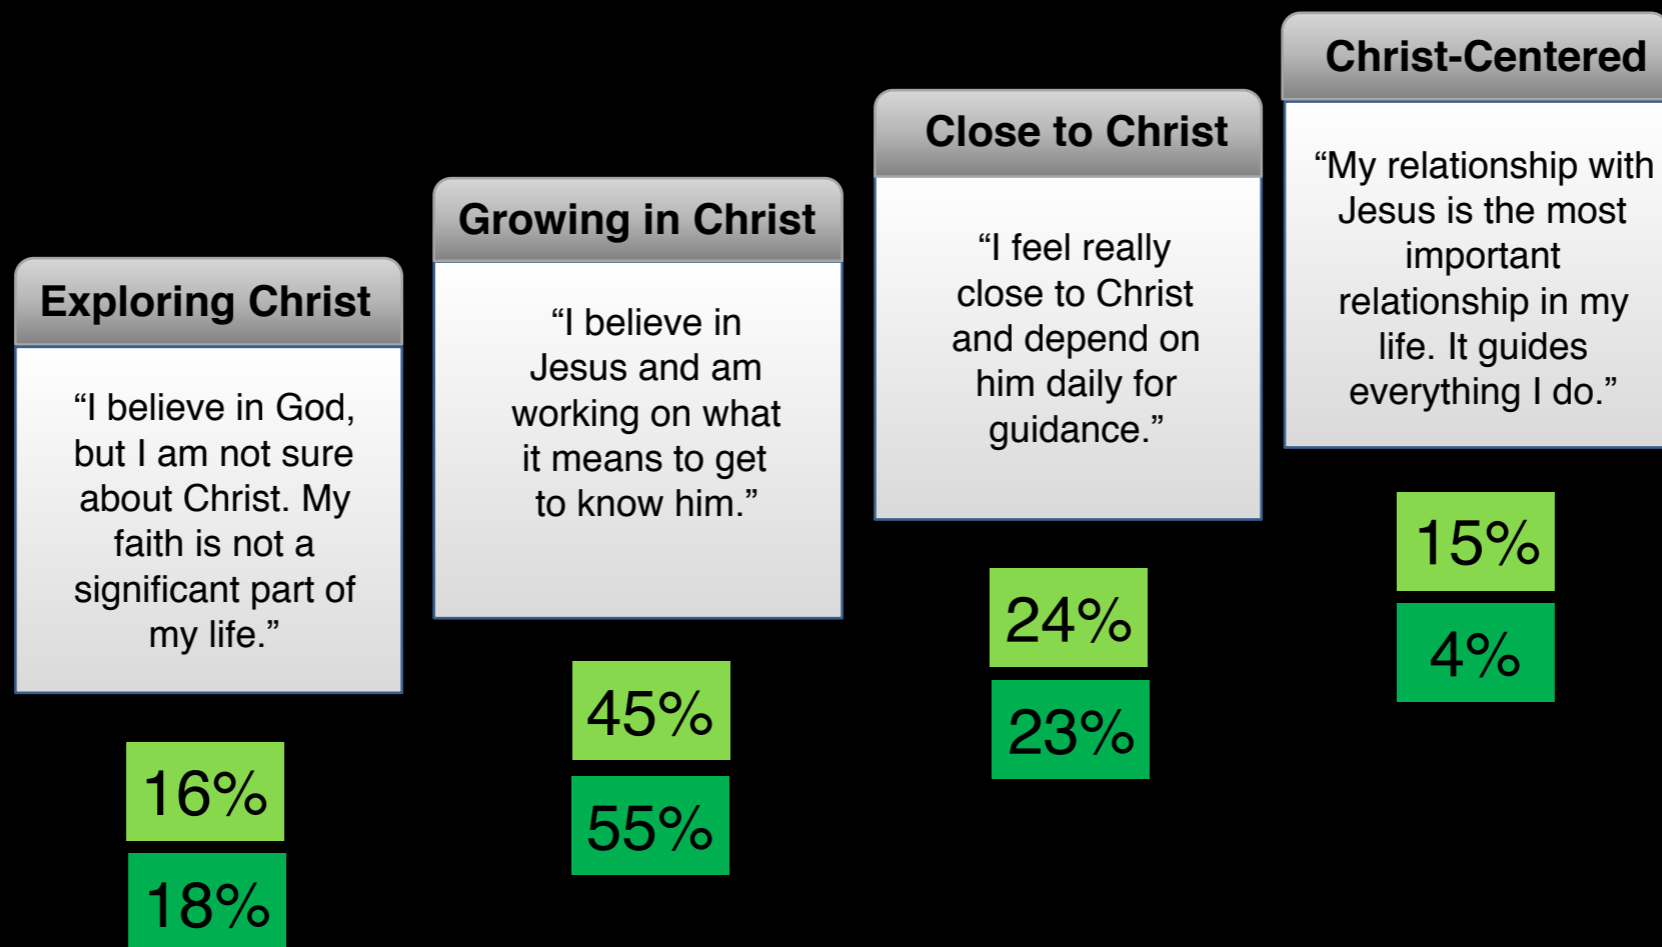 Exploring Christ
“I believe in God,
but I am not sure
about Christ. My
faith is not a
significant part of
my life.”
16%
18%
Growing in Christ
“I believe in
Jesus and am
working on what
it means to get
to know him.”
45%
55%
Close to Christ
“I feel really
close to Christ
and depend on
him daily for
guidance.”
24%
23%
Christ-Centered
“My relationship with
Jesus is the most
important
relationship in my
life. It guides
everything I do.”
15%
4%